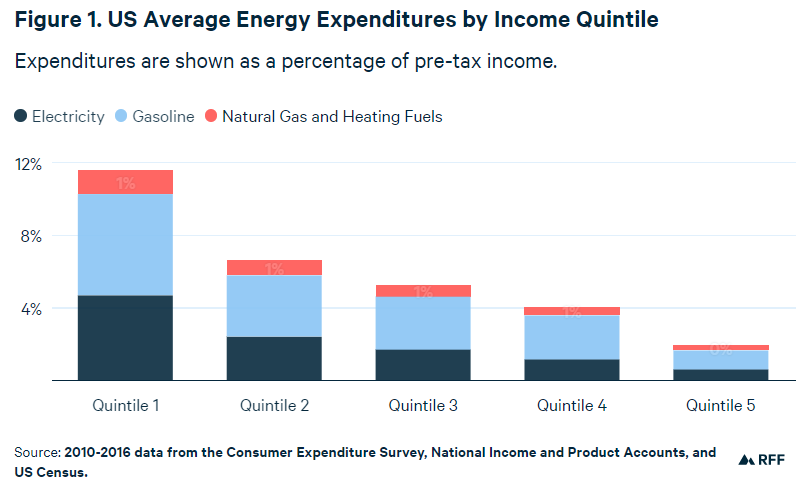 Figure 1. US Average Energy Expenditures by Income Quintile
Expenditures are shown as a percentage of pre-tax income.
Electricity Gasoline Natural Gas and Heating Fuels
12%
8%
4%
1%
1%
1%
1%
0%
Quintile 1 Quintile 2 Quintile 3 Quintile 4 Quintile 5
Source: 2010-2016 data from the Consumer Expenditure Survey, National Income and Product Accounts, and
US Census.
RFF